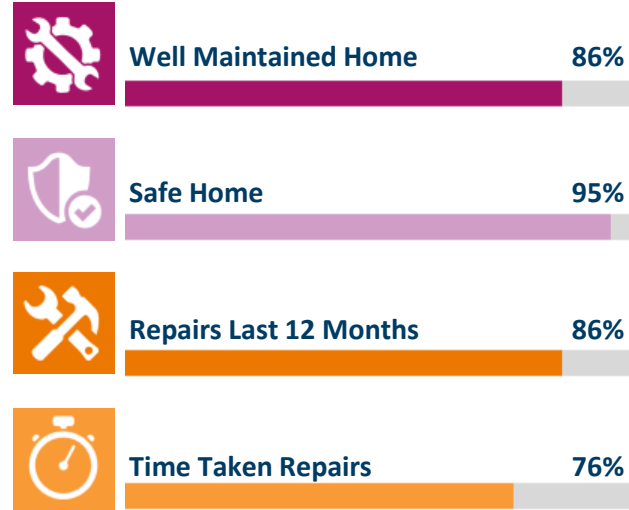 Well Maintained Home 86%
Safe Home 95%
Repairs Last 12 Months 86%
Time Taken Repairs 76%